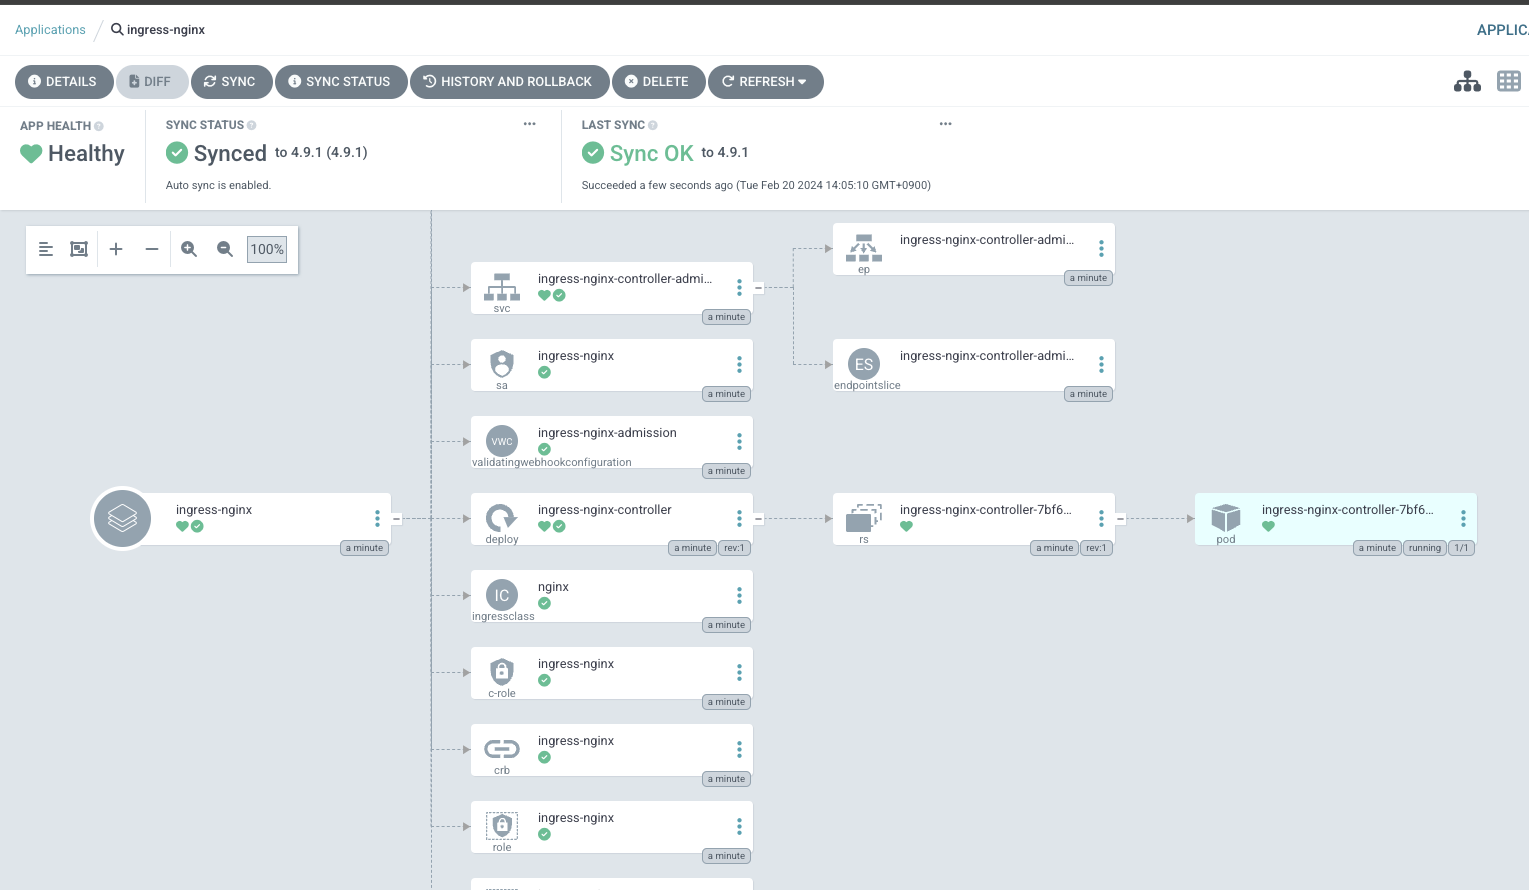 Applications / ingress-nginx
APPLIC
DETAILS DIFF SYNC SYNC STATUS HISTORY AND ROLLBACK DELETE REFRESH
APP HEALTH
Healthy
SYNC STATUS
Synced to 4.9.1 (4.9.1)
Auto sync is enabled.
LAST SYNC
Sync OK to 4.9.1
Succeeded a few seconds ago (Tue Feb 20 2024 14:05:10 GMT+0900)
100%
ingress-nginx
a minute
ingress-nginx-controller-admi...
svc
a minute
ingress-nginx
sa
a minute
ingress-nginx-admission
VWC
validatingwebhookconfiguration
a minute
ingress-nginx-controller
deploy
a minute rev:1
nginx
IC
ingressclass
a minute
ingress-nginx
c-role
a minute
ingress-nginx
crb
a minute
ingress-nginx
role
a minute
ingress-nginx-controller-admi...
ep
a minute
ingress-nginx-controller-admi...
ES
endpointslice
a minute
ingress-nginx-controller-7bf6...
rs
a minute rev:1
ingress-nginx-controller-7bf6...
pod
a minute running 1/1